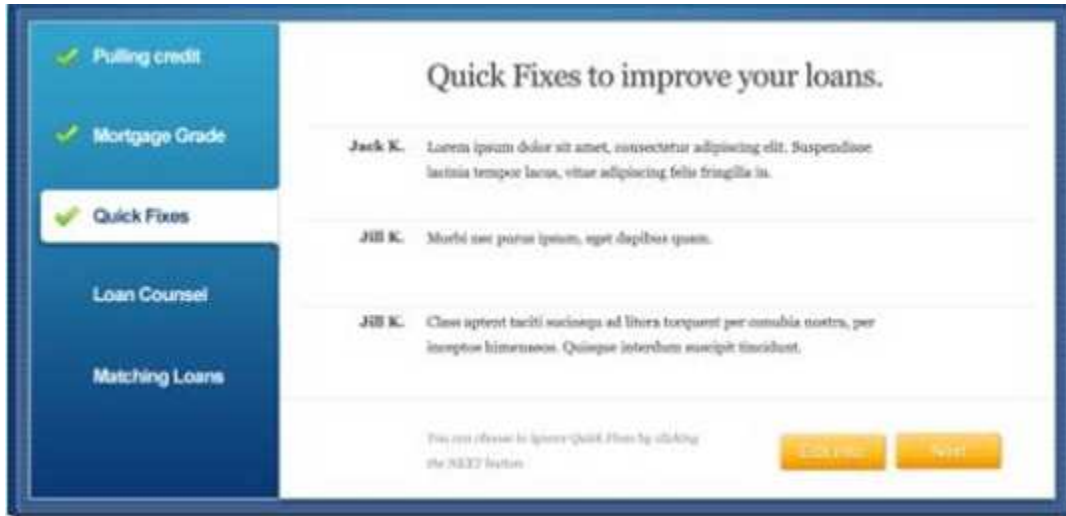 Pulling credit
Mortgage Grade
Quick Fixes
Loan Counsel
Matching Loans
Quick Fixes to improve your loans.
Jack K.
Lorem ipsum dolor sit amet, consectetur adipiscing elit. Suspendisse
lacinia tempor lacus, vitae adipiscing felis fringilla in.
Jill K.
Morbi nec purus ipsum, eget dapibus quam.
Jill K.
Class aptent taciti sociosqu ad litora torquent per conubia nostra, per
inceptos himenaeos. Quisque interdum suscipit tincidunt.
You can choose to ignore Quick Fixes by clicking
the NEXT button
Next